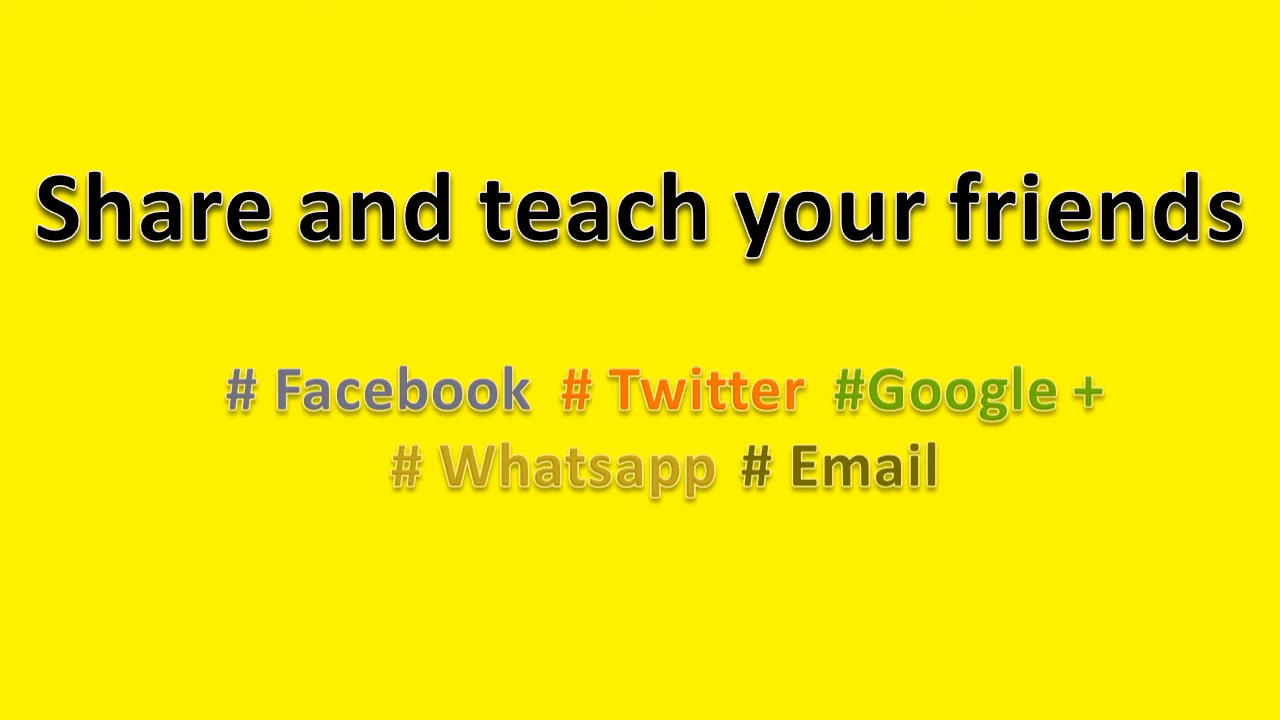 Share and teach your friends
# Facebook # Twitter #Google +
# Whatsapp # Email